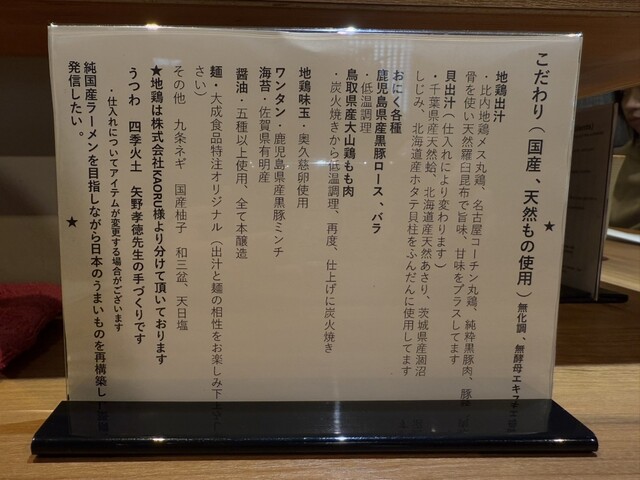 ★
こだわり（国産、天然もの使用）無化調、無酵母エキス
地鶏出汁
・比内地鶏メス丸鶏、名古屋コーチン丸鶏、純粋黒豚肉、豚
骨を使い天然羅臼昆布で旨味、甘味をプラスしてます
貝出汁（仕入れにより変わります）
・千葉県産天然蛤、北海道産天然あさり、茨城県産涸沼
しじみ、北海道産ホタテ貝柱をふんだんに使用してます
おにく各種
鹿児島県産黒豚ロース、バラ
・低温調理
鳥取県産大山鶏もも肉
・炭火焼きから低温調理、再度、仕上げに炭火焼き
地鶏味玉・奥久慈卵使用
ワンタン・鹿児島県産黒豚ミンチ
海苔・佐賀県有明産
醤油・五種以上使用、全て本醸造
麺・大成食品特注オリジナル（出汁と麺の相性をお楽しみ下
さい）
その他　九条ネギ　国産柚子　和三盆、天日塩
★地鶏は株式会社KAORU様より分けて頂いております
うつわ　四季火土　矢野孝徳先生の手づくりです
・仕入れについてアイテムが変更する場合がございます
純国産ラーメンを目指しながら日本のうまいものを再構築し
発信したい。
★